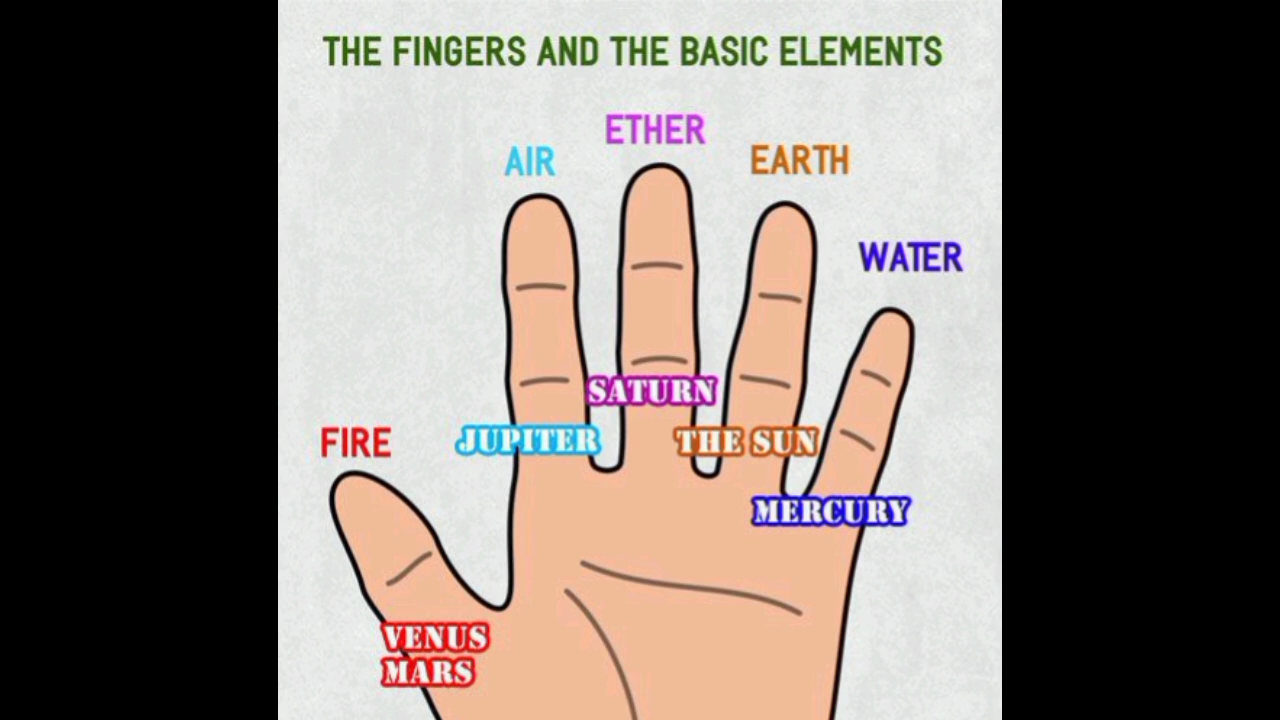 THE FINGERS AND THE BASIC ELEMENTS
ETHER
AIR
EARTH
WATER
SATURN
FIRE
JUPITER
THE SUN
MERCURY
VENUS
MARS